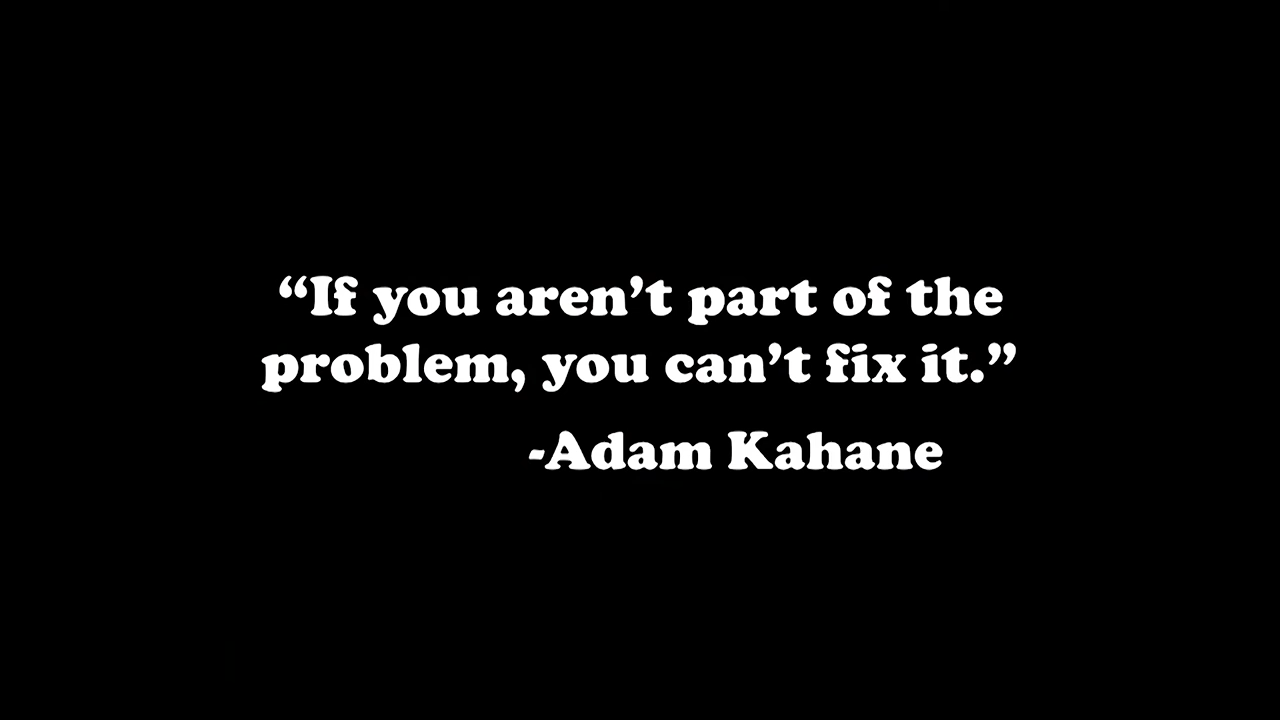 “If you aren’t part of the
problem, you can’t fix it.”
-Adam Kahane